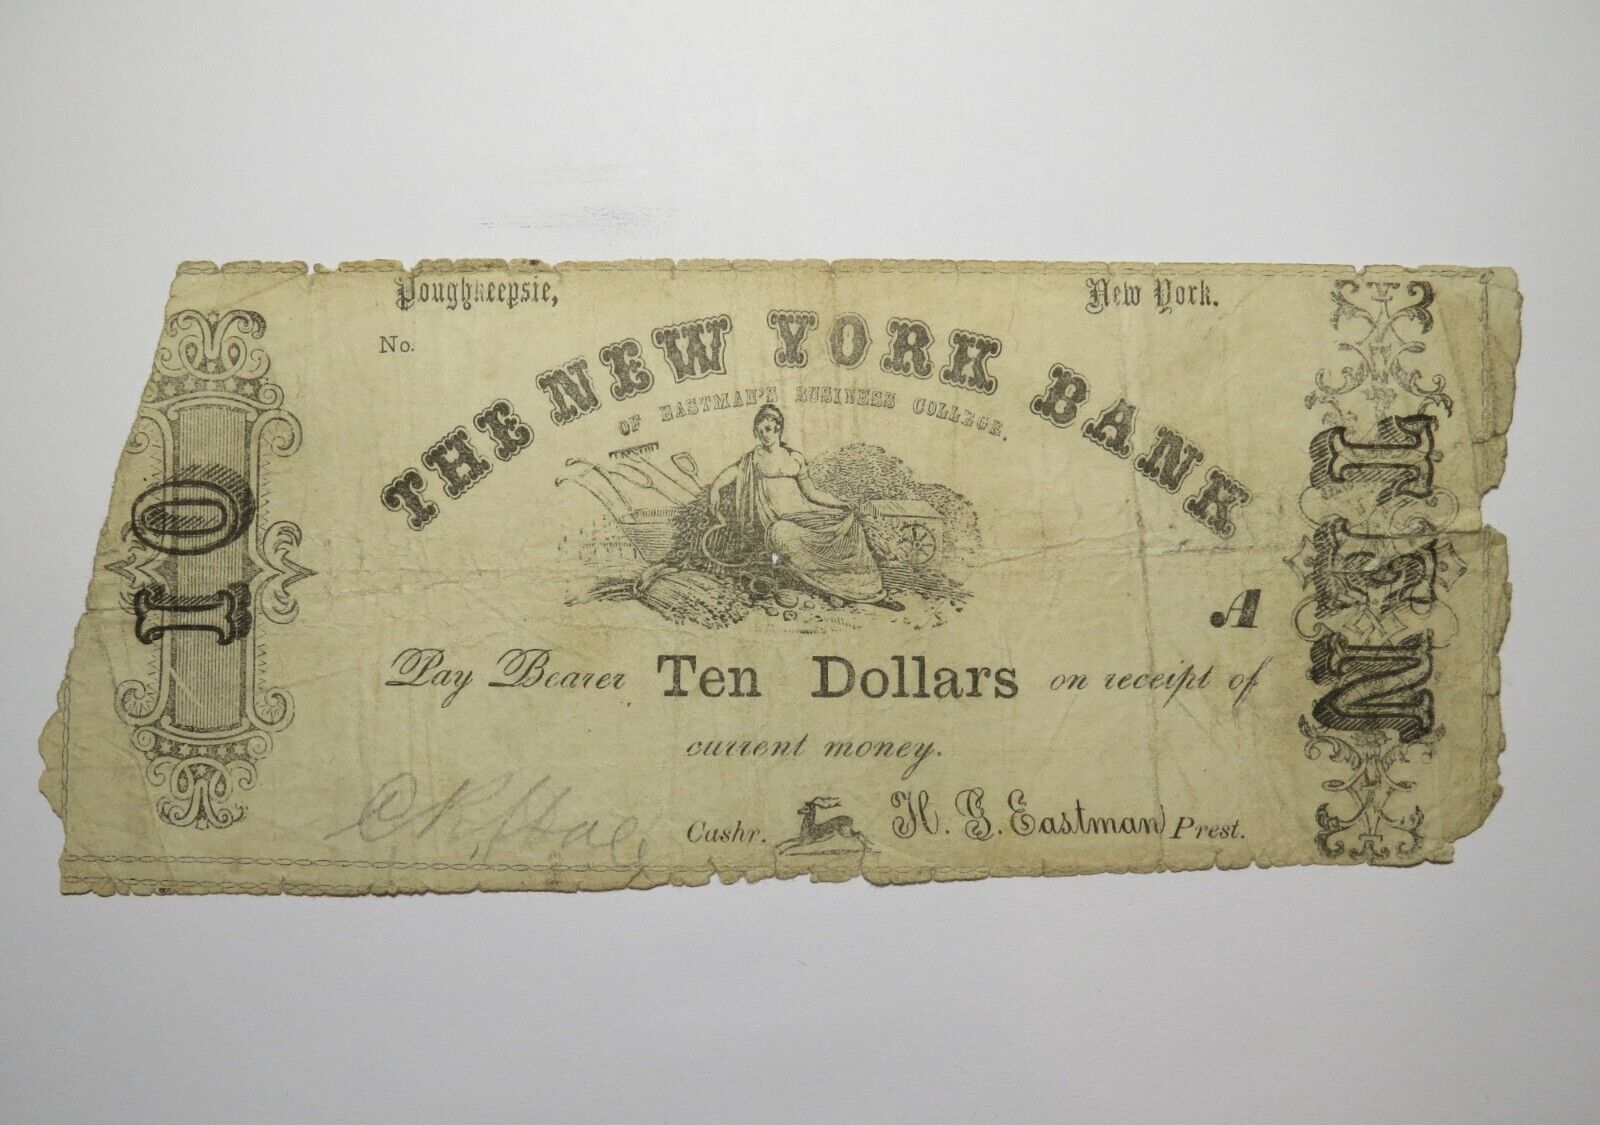 Poughkeepsie, New York.
No.
THE NEW YORK BANK
OF EASTMAN'S BUSINESS COLLEGE.
10
TEN
A
Pay Bearer Ten Dollars on receipt of
current money.
Cashr. H. G. Eastman Prest.